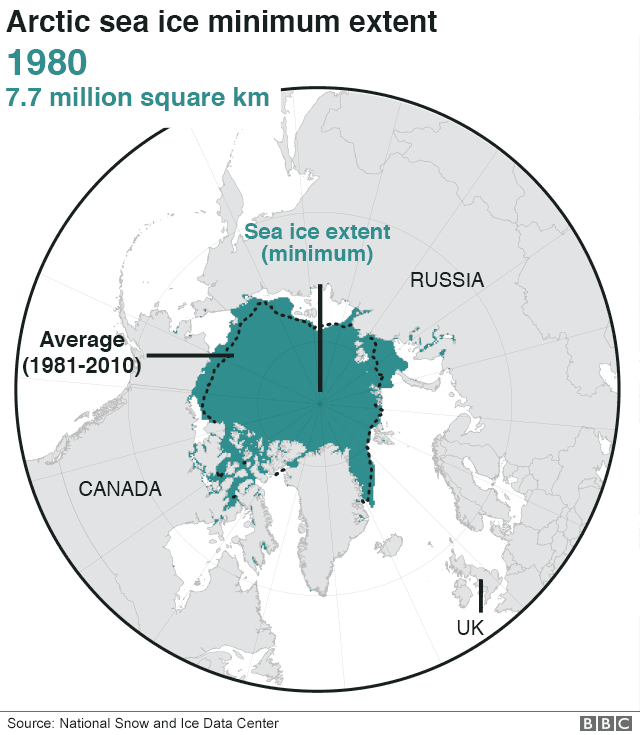 Arctic sea ice minimum extent
1980
7.7 million square km
Sea ice extent
(minimum)
RUSSIA
Average
(1981-2010)
CANADA
UK
Source: National Snow and Ice Data Center
BBC